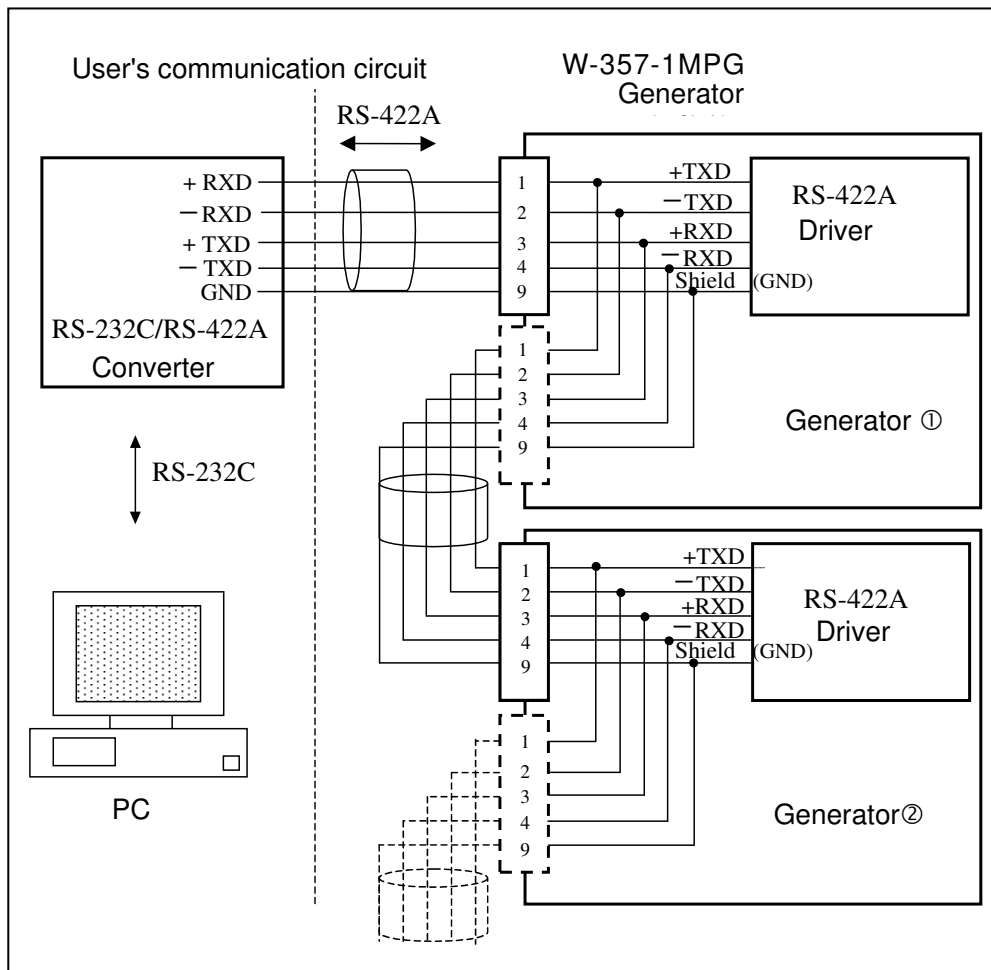 User's communication circuit
W-357-1MPG
Generator
RS-422A
+ RXD
− RXD
+ TXD
− TXD
GND
RS-232C/RS-422A
Converter
1
2
3
4
9
+TXD
−TXD
+RXD
−RXD
Shield (GND)
RS-422A
Driver
1
2
3
4
9
Generator ①
RS-232C
PC
1
2
3
4
9
+TXD
−TXD
+RXD
−RXD
Shield (GND)
RS-422A
Driver
1
2
3
4
9
Generator②